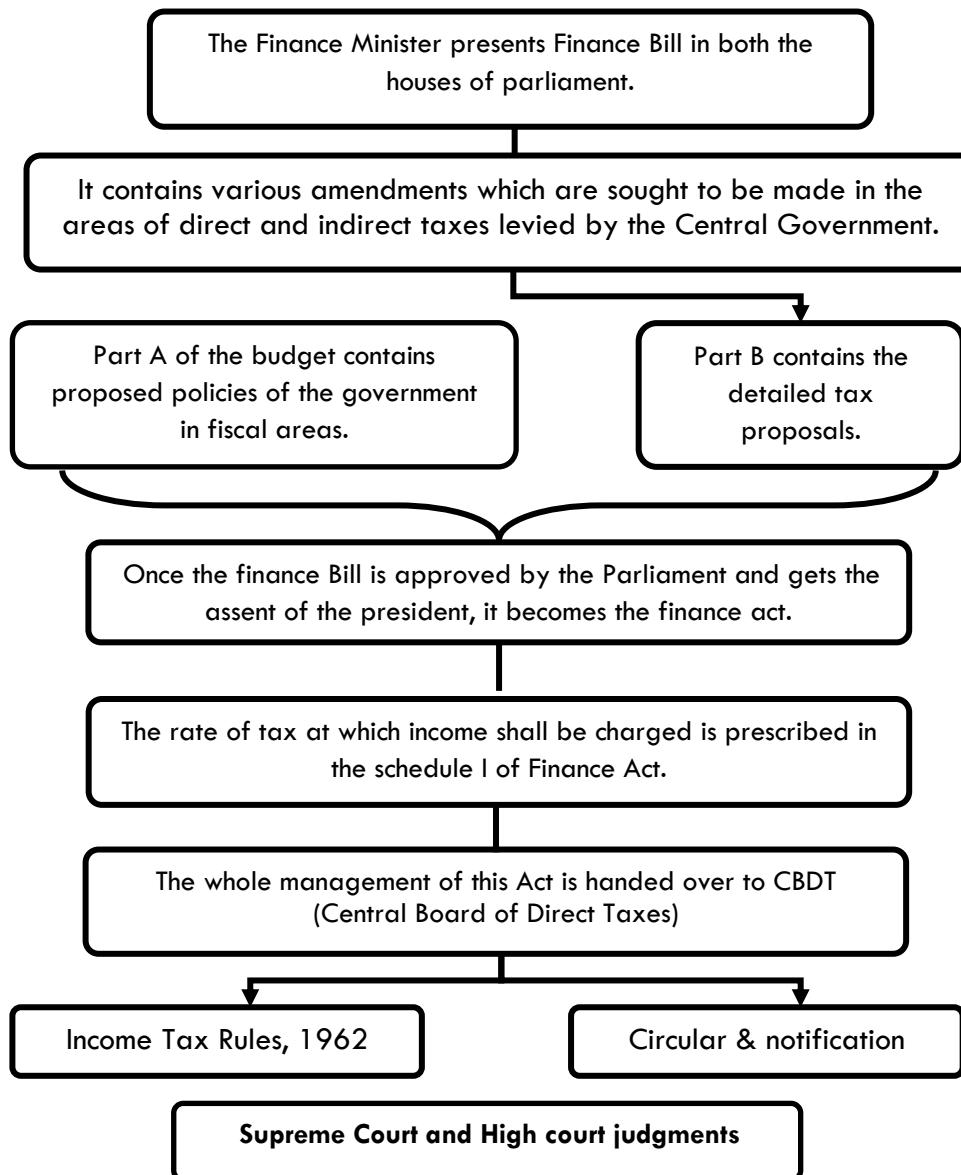 The Finance Minister presents Finance Bill in both the
houses of parliament.
It contains various amendments which are sought to be made in the
areas of direct and indirect taxes levied by the Central Government.
Part A of the budget contains
proposed policies of the government
in fiscal areas.
Part B contains the
detailed tax
proposals.
Once the finance Bill is approved by the Parliament and gets the
assent of the president, it becomes the finance act.
The rate of tax at which income shall be charged is prescribed in
the schedule I of Finance Act.
The whole management of this Act is handed over to CBDT
(Central Board of Direct Taxes)
Income Tax Rules, 1962
Circular & notification
Supreme Court and High court judgments